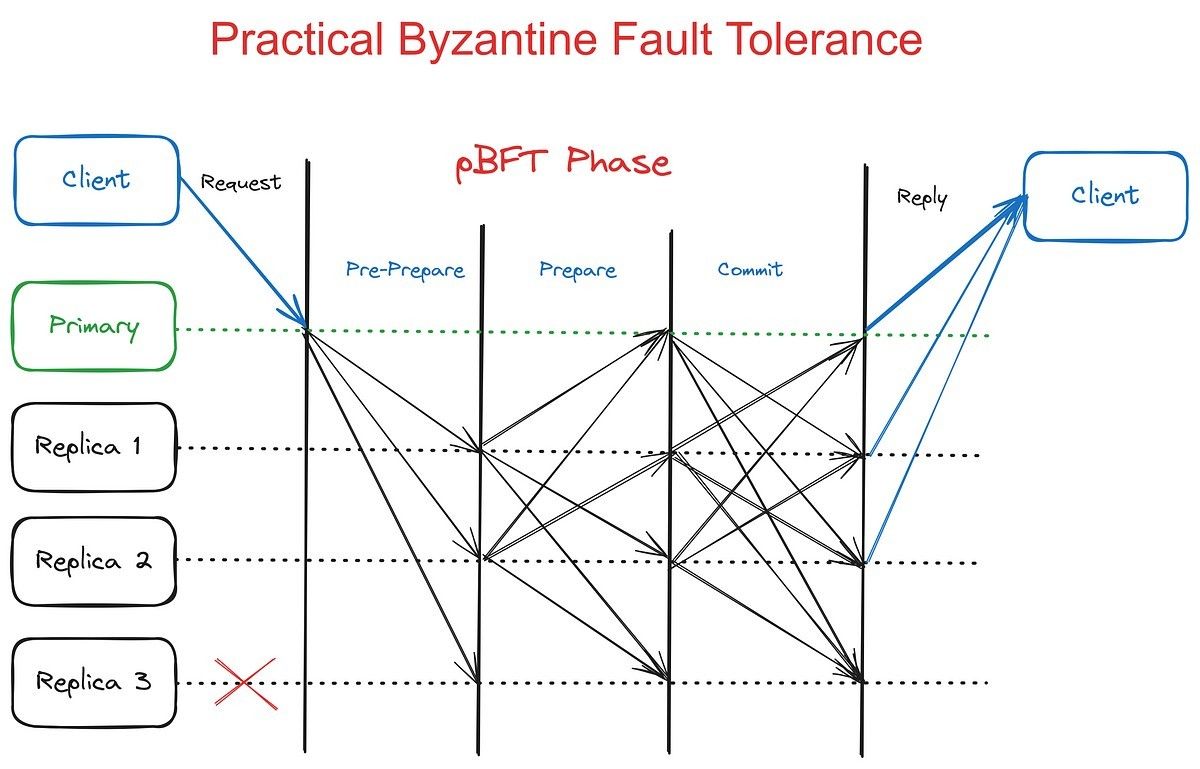 Practical Byzantine Fault Tolerance
pBFT Phase
Client
Request
Reply
Client
Pre-Prepare
Prepare
Commit
Primary
Replica 1
Replica 2
Replica 3